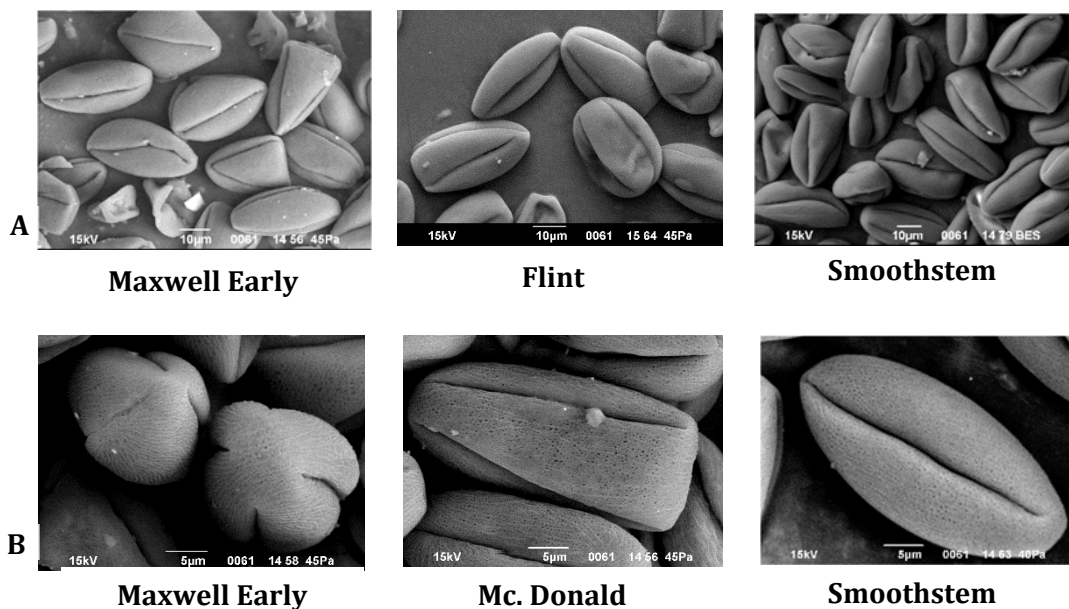 A
15kV 10µm 0061 14 56 45Pa
15kV 10µm 0061 15 64 45Pa
15kV 10µm 0061 14 79 BES
Maxwell Early
Flint
Smoothstem
B
15kV 5µm 0061 14 58 45Pa
15kV 5µm 0061 14 56 45Pa
15kV 5µm 0061 14 63 40Pa
Maxwell Early
Mc. Donald
Smoothstem